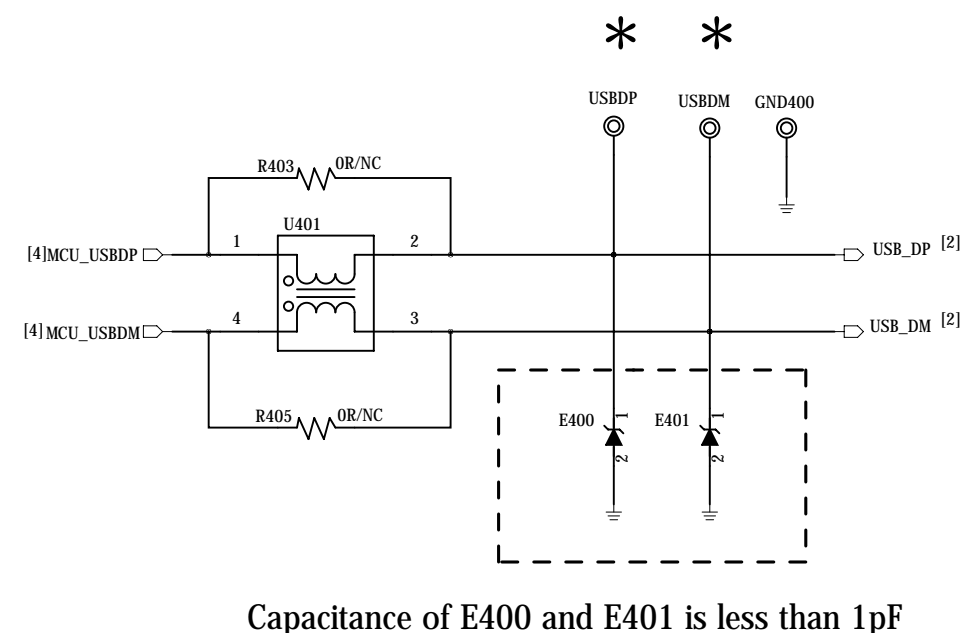 * *
USBDP USBDM GND400
R403 0R/NC
U401
[4]MCU_USBDP 1 2 USB_DP [2]
[4]MCU_USBDM 4 3 USB_DM [2]
R405 0R/NC
E400 1 E401 1
2 2
Capacitance of E400 and E401 is less than 1pF